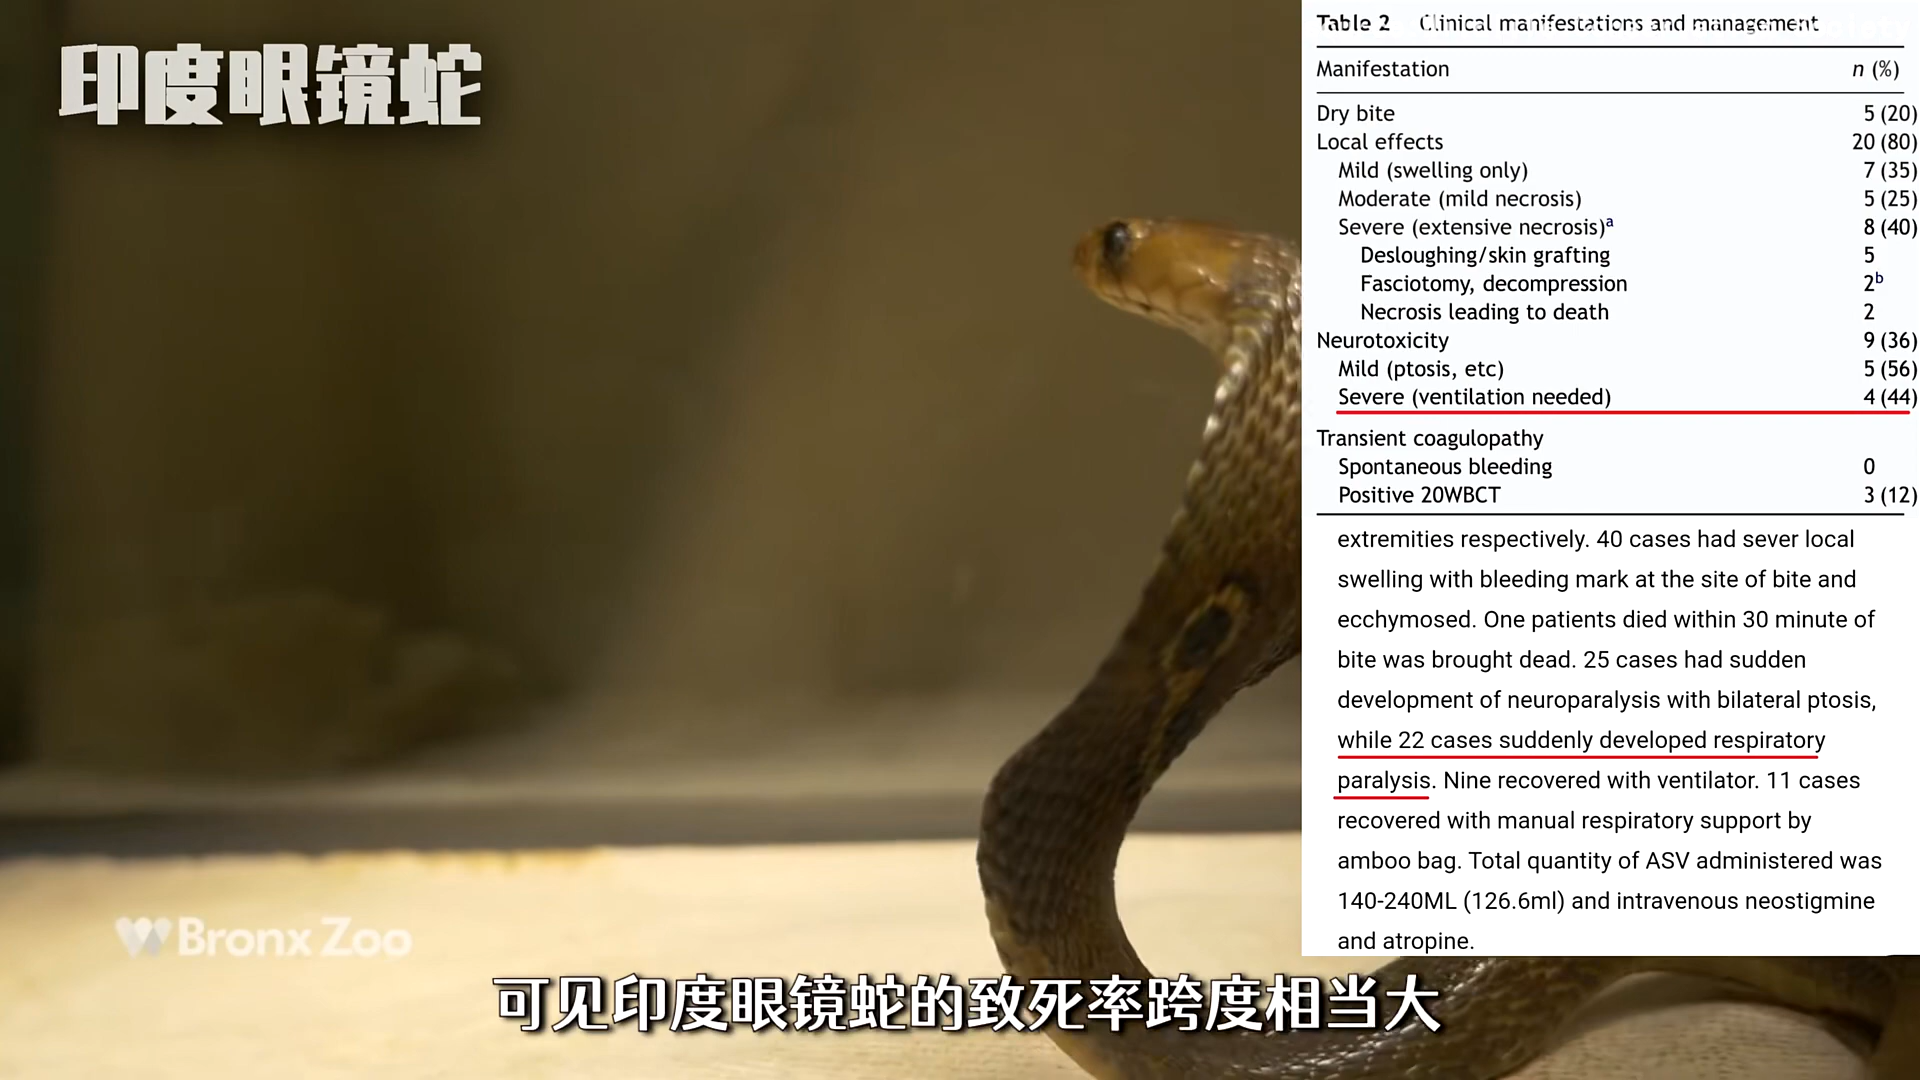 印度眼镜蛇
Table 2 Clinical manifestations and management
Manifestation n (%)
Dry bite 5 (20)
Local effects 20 (80)
Mild (swelling only) 7 (35)
Moderate (mild necrosis) 5 (25)
Severe (extensive necrosis)a 8 (40)
Desloughing/skin grafting 5
Fasciotomy, decompression 2b
Necrosis leading to death 2
Neurotoxicity 9 (36)
Mild (ptosis, etc) 5 (56)
Severe (ventilation needed) 4 (44)
Transient coagulopathy
Spontaneous bleeding 0
Positive 20WBCT 3 (12)
extremities respectively. 40 cases had sever local
swelling with bleeding mark at the site of bite and
ecchymosed. One patients died within 30 minute of
bite was brought dead. 25 cases had sudden
development of neuroparalysis with bilateral ptosis,
while 22 cases suddenly developed respiratory
paralysis. Nine recovered with ventilator. 11 cases
recovered with manual respiratory support by
amboo bag. Total quantity of ASV administered was
140-240ML (126.6ml) and intravenous neostigmine
and atropine.
Bronx Zoo
可见印度眼镜蛇的致死率跨度相当大